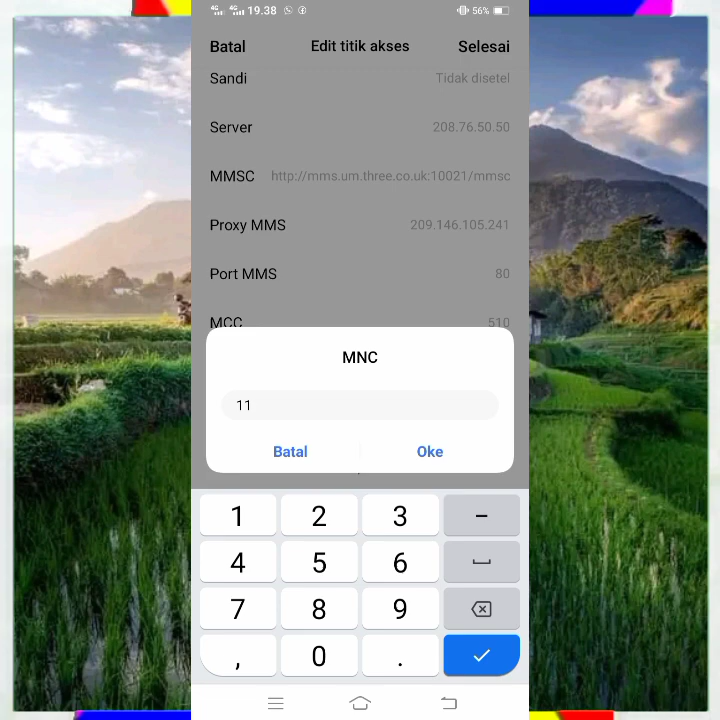 4G 4G 19.38 56%
Batal Edit titik akses Selesai
Sandi Tidak disetel
Server 208.76.50.50
MMSC http://mms.um.three.co.uk:10021/mmsc
Proxy MMS 209.146.105.241
Port MMS 80
MCC 510
MNC
11
Batal Oke
1 2 3 -
4 5 6
7 8 9
, 0 .